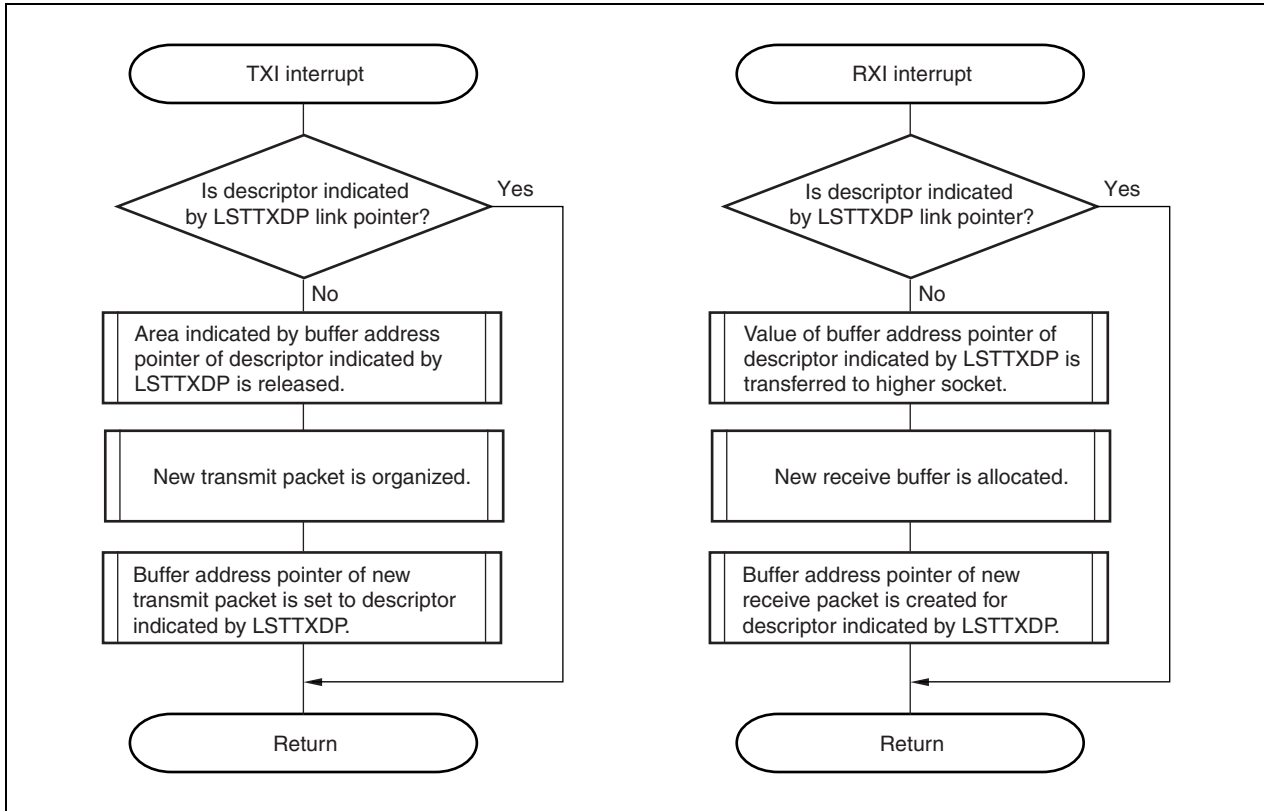 TXI interrupt
Is descriptor indicated
by LSTTXDP link pointer?
Yes
No
Area indicated by buffer address
pointer of descriptor indicated by
LSTTXDP is released.
New transmit packet is organized.
Buffer address pointer of new
transmit packet is set to descriptor
indicated by LSTTXDP.
Return
RXI interrupt
Is descriptor indicated
by LSTTXDP link pointer?
Yes
No
Value of buffer address pointer of
descriptor indicated by LSTTXDP is
transferred to higher socket.
New receive buffer is allocated.
Buffer address pointer of new
receive packet is created for
descriptor indicated by LSTTXDP.
Return